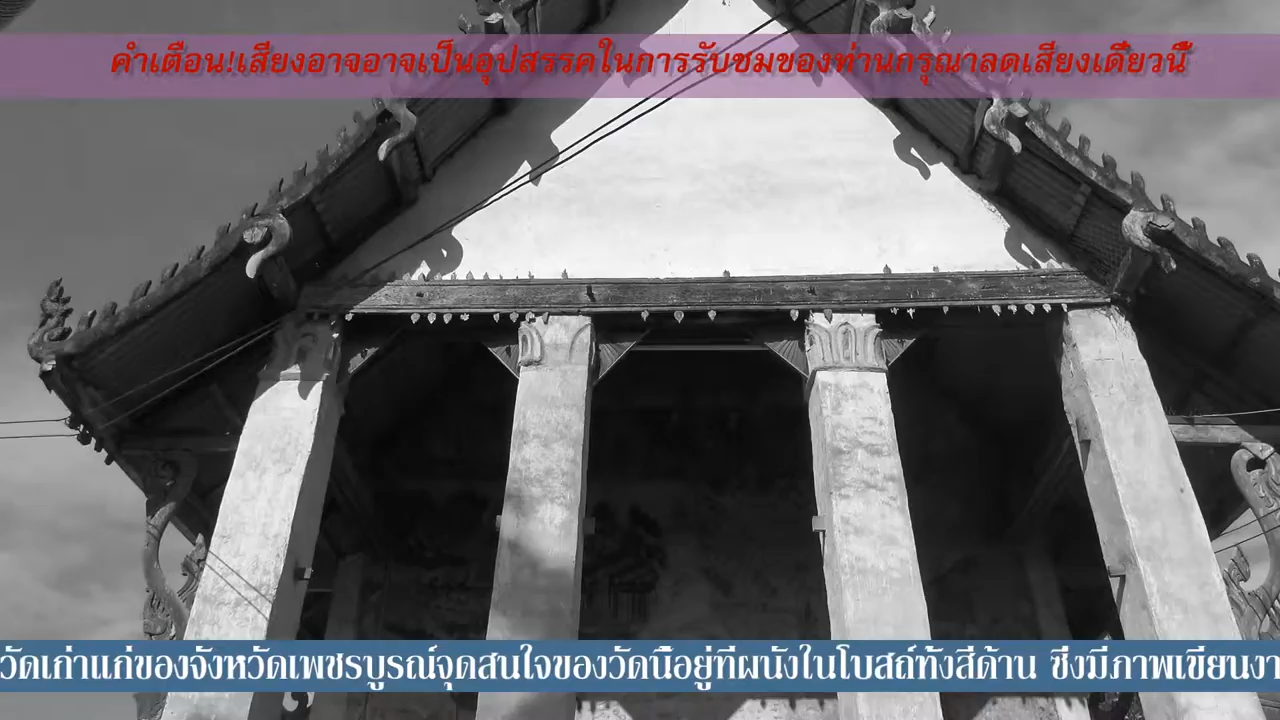 คำเตือน!เสียงอาจอาจเป็นอุปสรรคในการรับชมของท่านกรุณาลดเสียงเดี๋ยวนี้
วัดเก่าแก่ของจังหวัดเพชรบูรณ์จุดสนใจของวัดนี้อยู่ที่ผนังในโบสถ์ทั้งสี่ด้าน ซึ่งมีภาพเขียนงา